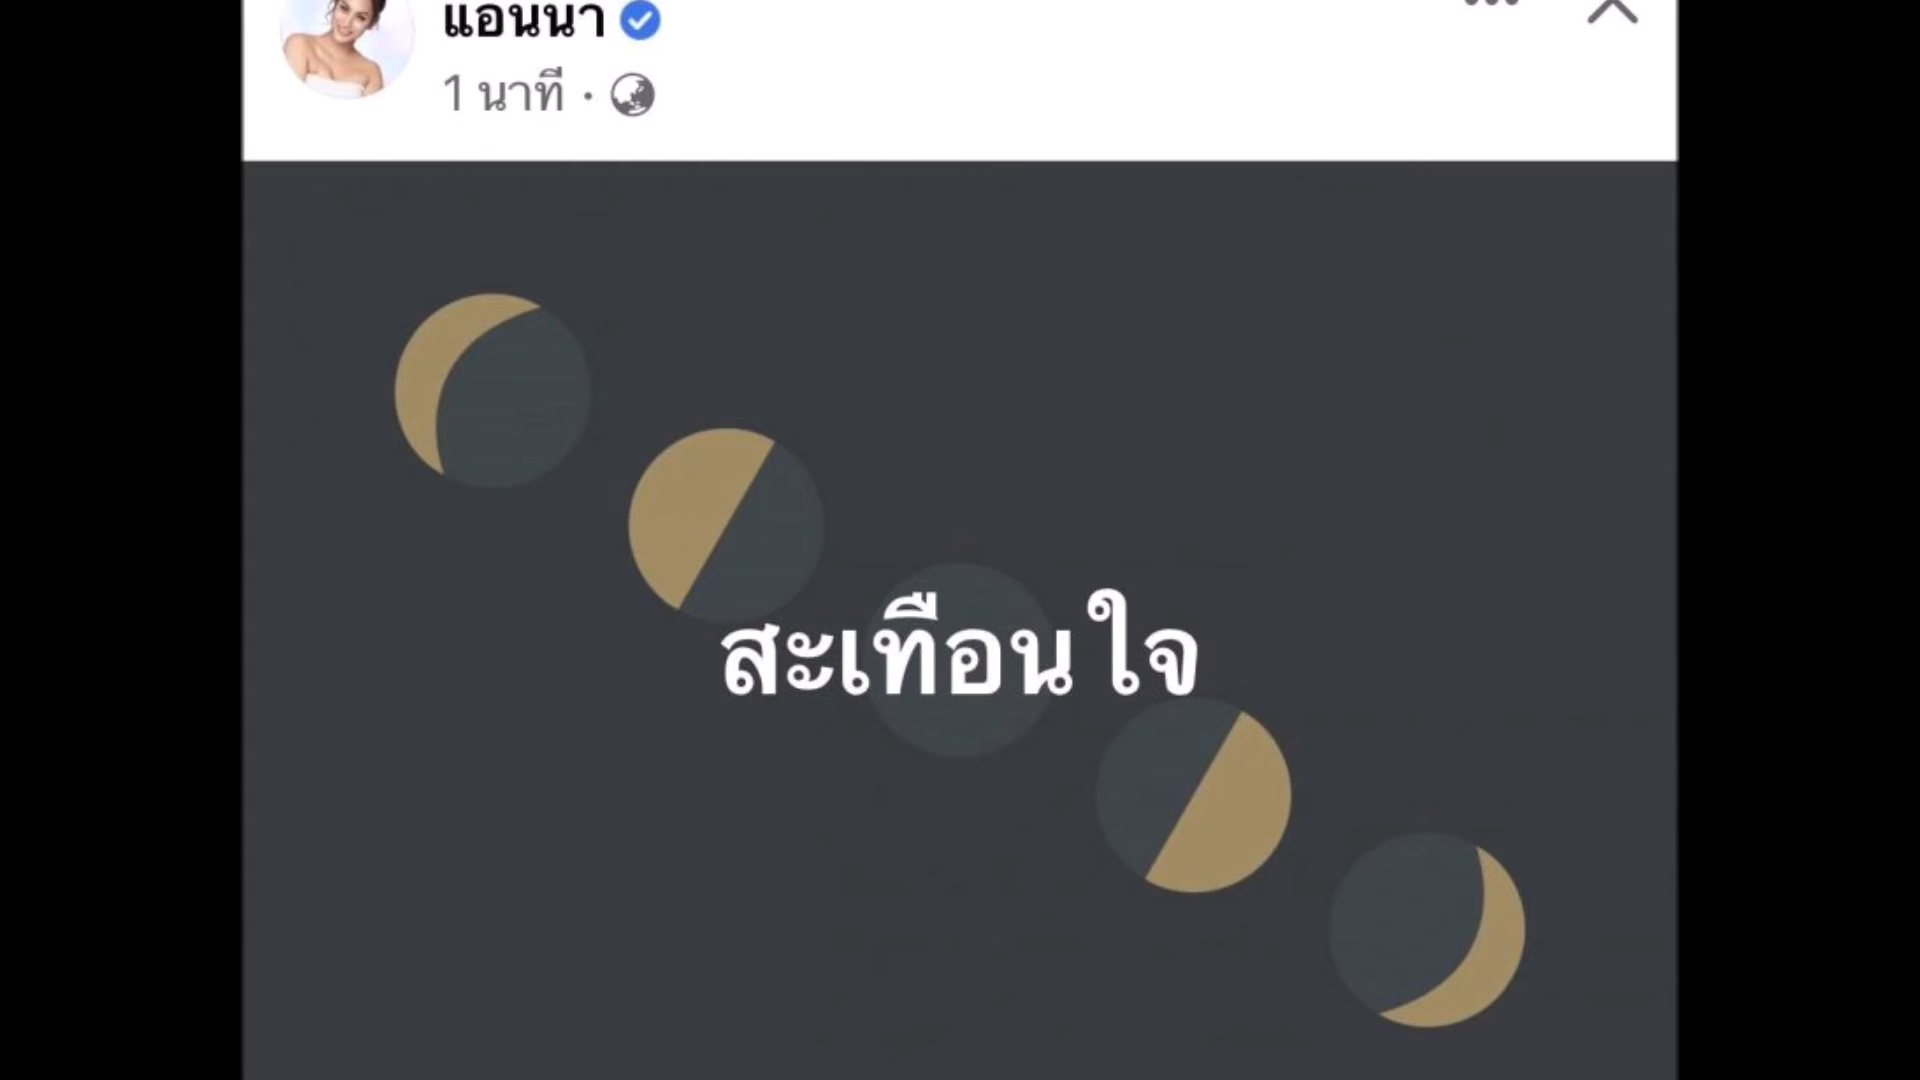 แอนนา
1 นาที ·
สะเทือนใจ